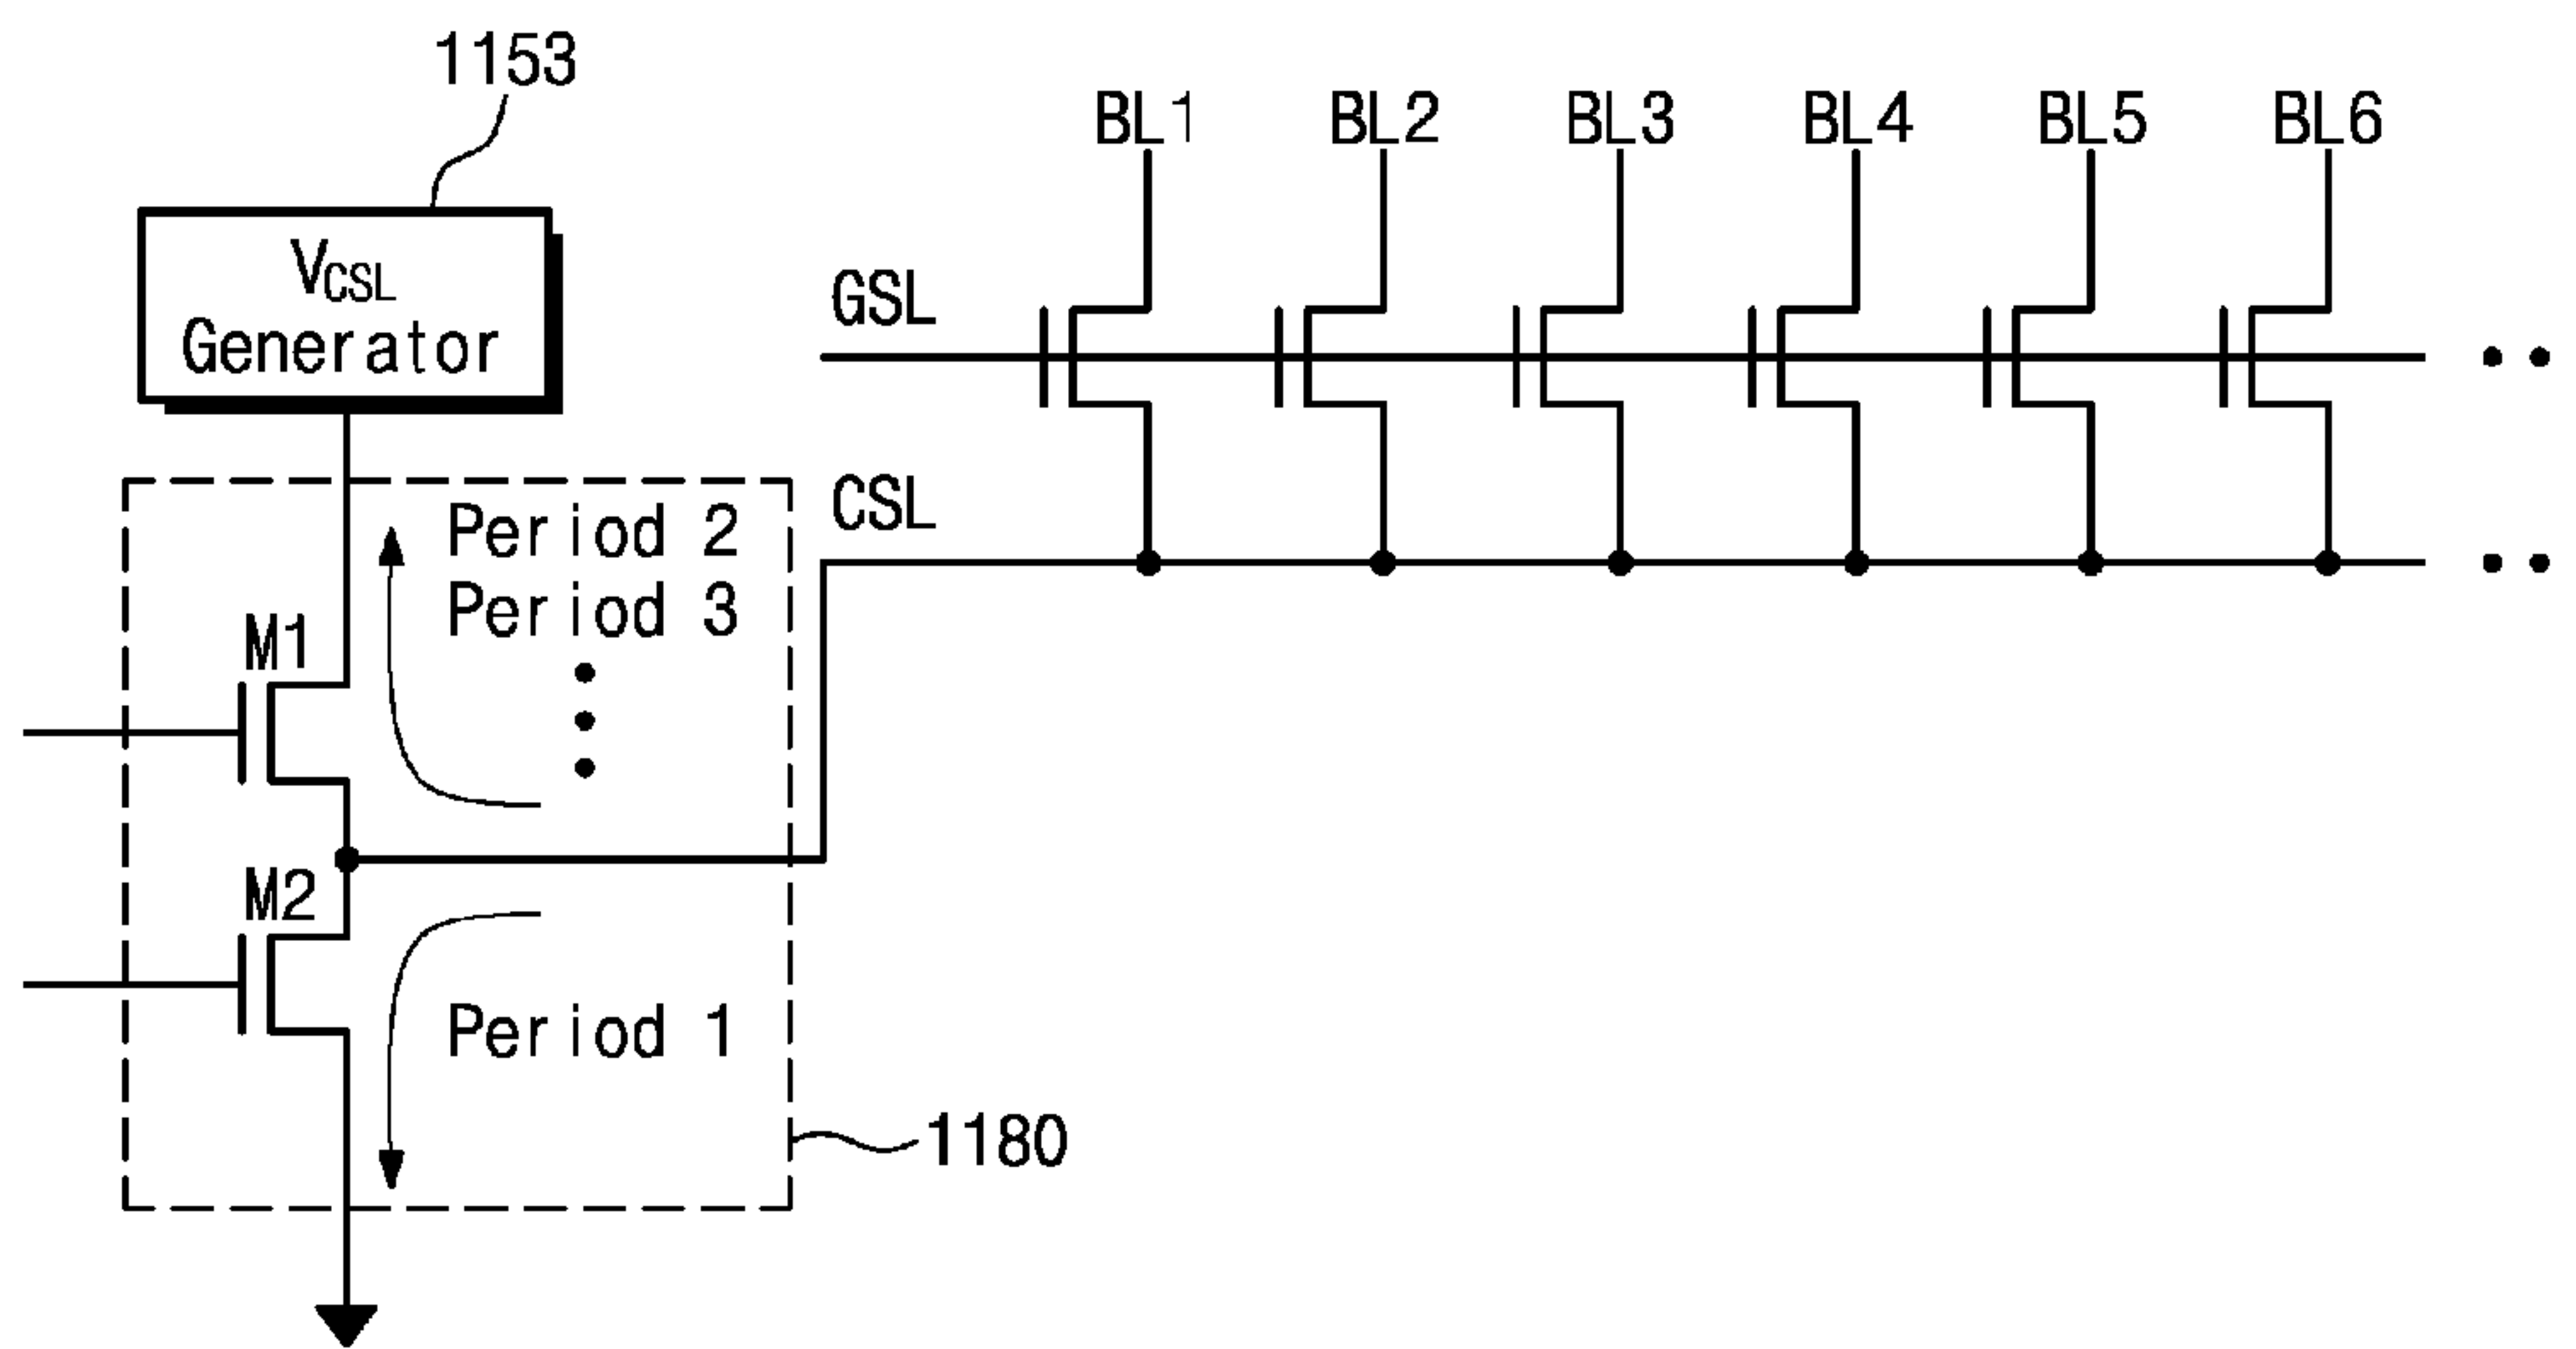 1153
BL1 BL2 BL3 BL4 BL5 BL6
VCSL
Generator
GSL
CSL
Period 2
Period 3
M1
M2
Period 1
1180